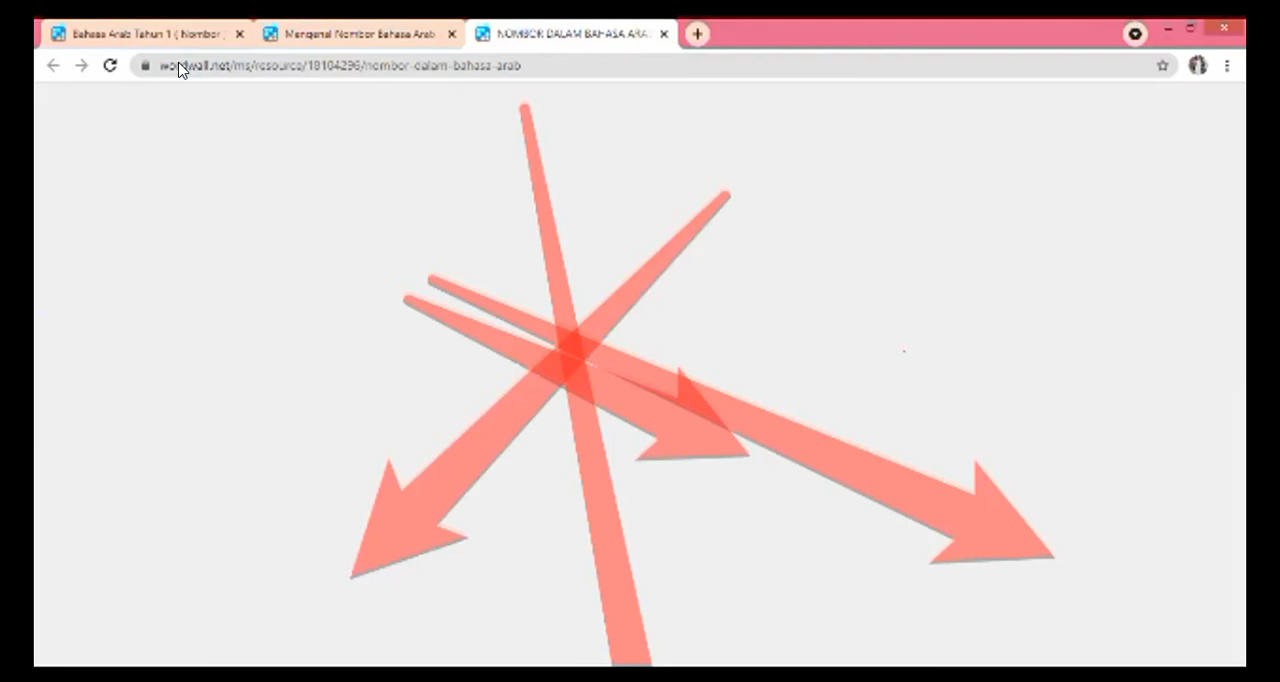 Bahasa Arab Tahun 1 ( Nombor )
Mengenal Nombor Bahasa Arab
NOMBOR DALAM BAHASA ARA
wordwall.net/ms/resource/18104296/nombor-dalam-bahasa-arab